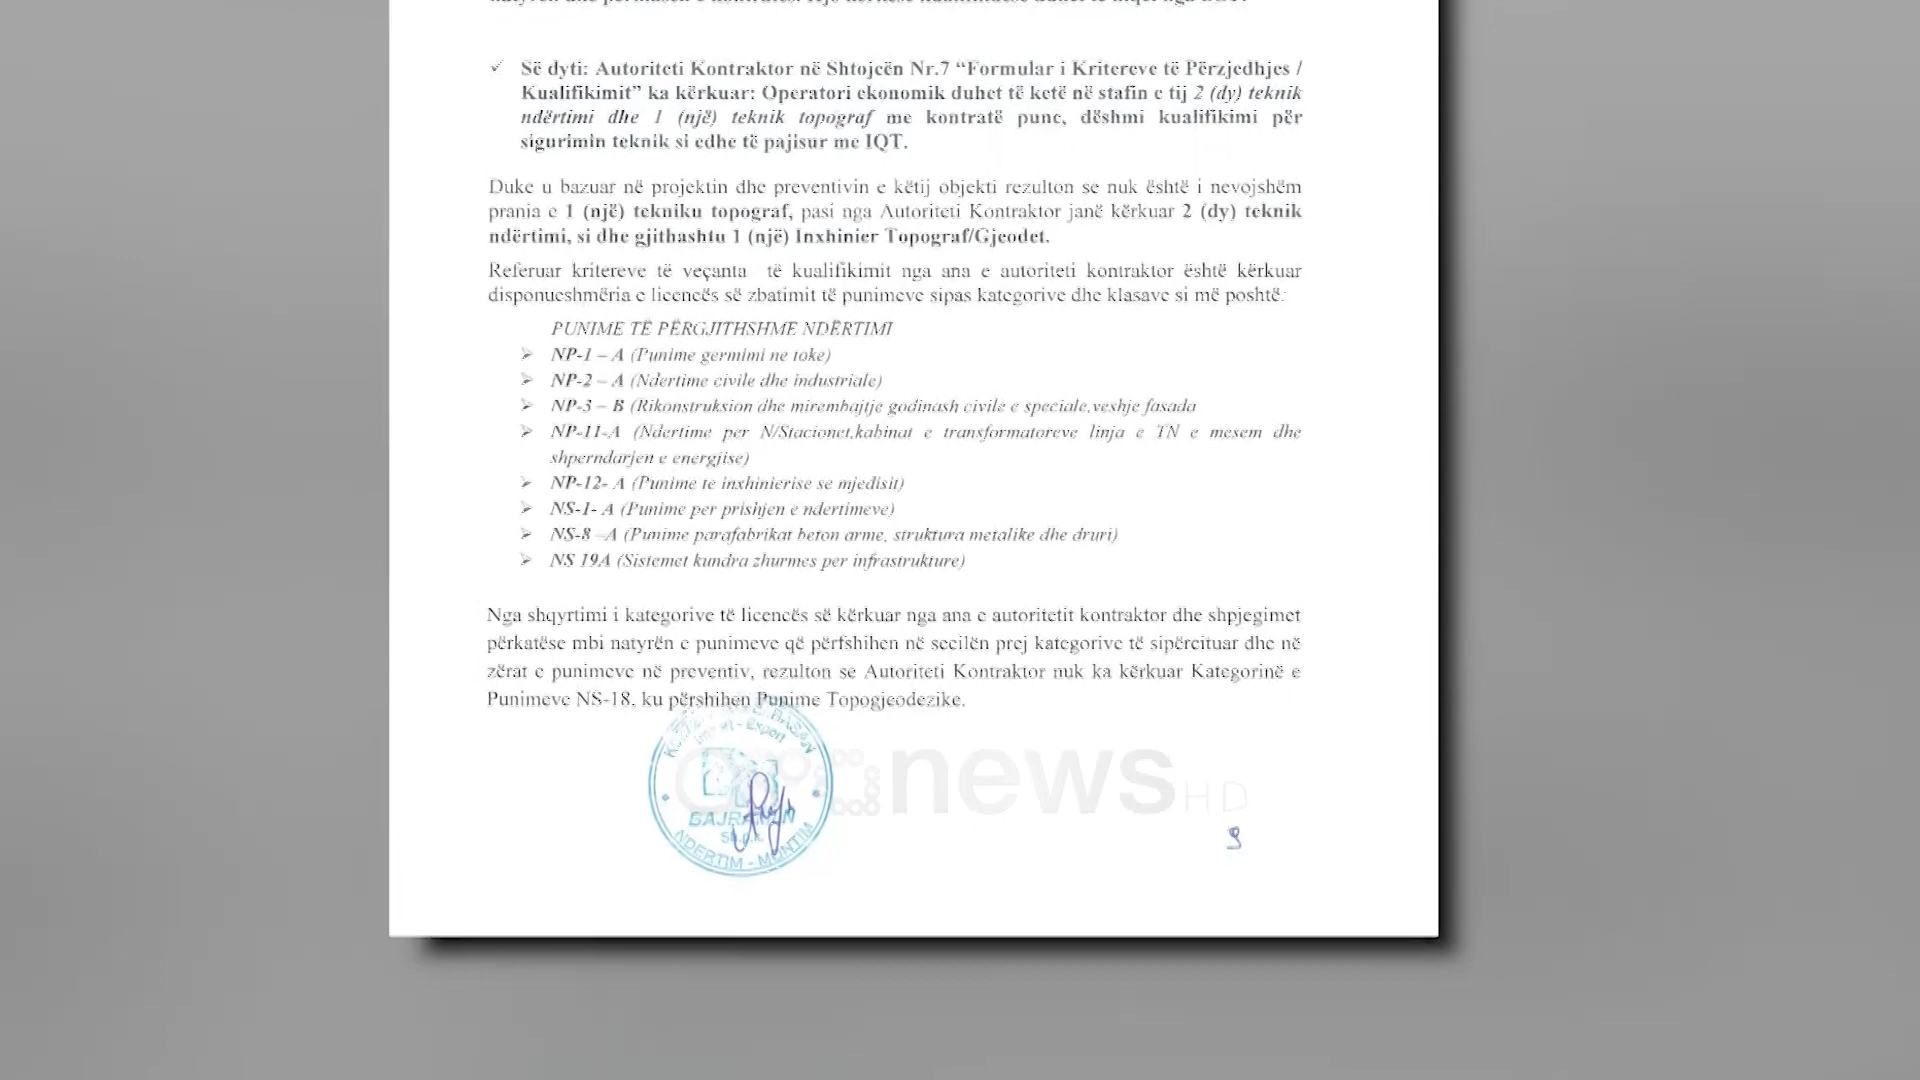 Së dyti: Autoriteti Kontraktor në Shtojcën Nr.7 “Formular i Kritereve të Përzjedhjes /
Kualifikimit” ka kërkuar: Operatori ekonomik duhet të ketë në stafin e tij 2 (dy) teknik
ndërtimi dhe 1 (një) teknik topograf me kontratë pune, dëshmi kualifikimi për
sigurimin teknik si edhe të pajisur me IQT.
Duke u bazuar në projektin dhe preventivin e këtij objekti rezulton se nuk është i nevojshëm
prania e 1 (një) tekniku topograf, pasi nga Autoriteti Kontraktor janë kërkuar 2 (dy) teknik
ndërtimi, si dhe gjithashtu 1 (një) Inxhinier Topograf/Gjeodet.
Referuar kritereve të veçanta të kualifikimit nga ana e autoriteti kontraktor është kërkuar
disponueshmëria e licencës së zbatimit të punimeve sipas kategorive dhe klasave si më poshtë:
PUNIME TË PËRGJITHSHME NDËRTIMI
NP-1 – A (Punime germimi ne toke)
NP-2 – A (Ndertime civile dhe industriale)
NP-3 – B (Rikonstruksion dhe mirembajtje godinash civile e speciale,veshje fasada
NP-11-A (Ndertime per N/Stacionet,kabinat e transformatoreve linja e TN e mesem dhe
shperndarjen e energjise)
NP-12- A (Punime te inxhinierise se mjedisit)
NS-1- A (Punime per prishjen e ndertimeve)
NS-8 –A (Punime parafabrikat beton arme, struktura metalike dhe druri)
NS 19A (Sistemet kundra zhurmes per infrastrukture)
Nga shqyrtimi i kategorive të licencës së kërkuar nga ana e autoritetit kontraktor dhe shpjegimet
përkatëse mbi natyrën e punimeve që përfshihen në secilën prej kategorive të sipërcituar dhe në
zërat e punimeve në preventiv, rezulton se Autoriteti Kontraktor nuk ka kërkuar Kategorinë e
Punimeve NS-18, ku përshihen Punime Topogjeodezike.
Export
Sh.p.k.
NDERTIM - MONTIM
news HD
9